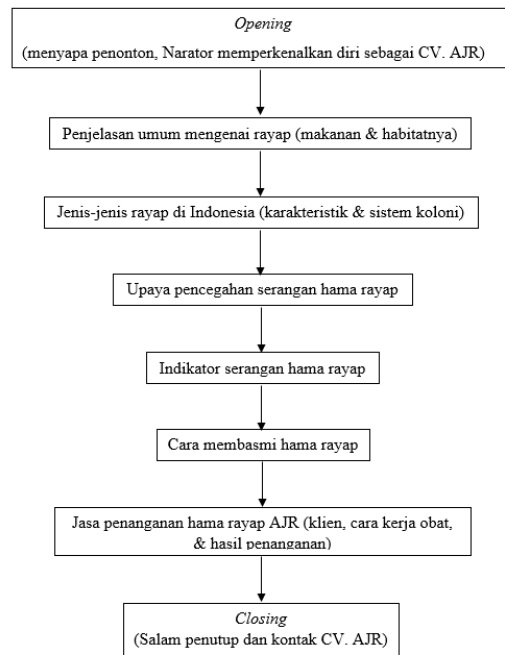 Opening
(menyapa penonton, Narator memperkenalkan diri sebagai CV. AJR)
Penjelasan umum mengenai rayap (makanan & habitatnya)
Jenis-jenis rayap di Indonesia (karakteristik & sistem koloni)
Upaya pencegahan serangan hama rayap
Indikator serangan hama rayap
Cara membasmi hama rayap
Jasa penanganan hama rayap AJR (klien, cara kerja obat,
& hasil penanganan)
Closing
(Salam penutup dan kontak CV. AJR)